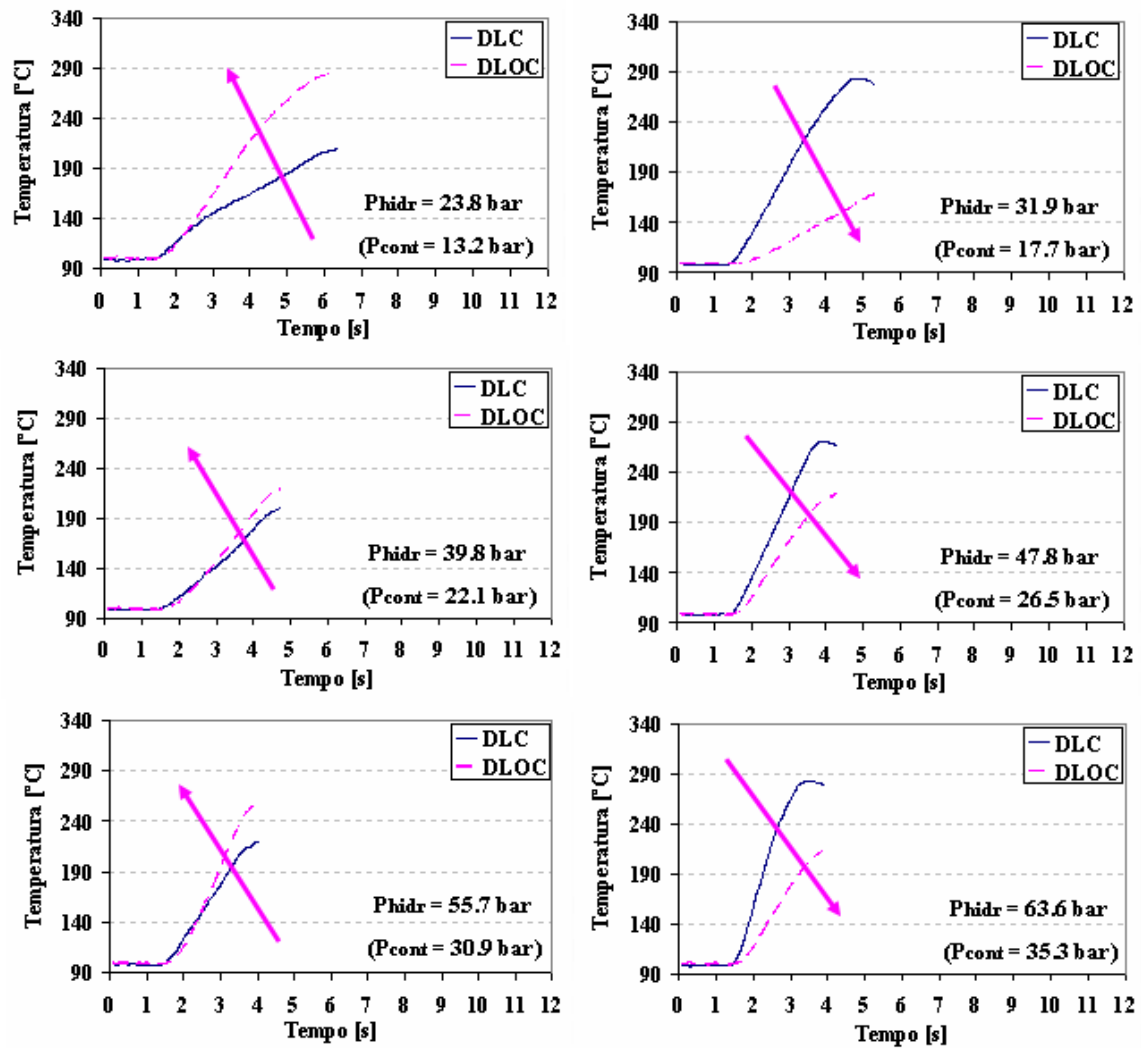 340
290
240
190
140
90
Temperatura [°C]
DLC
DLOC
Phidr = 23.8 bar
(Pcont = 13.2 bar)
0 1 2 3 4 5 6 7 8 9 10 11 12
Tempo [s]
340
290
240
190
140
90
Temperatura [°C]
DLC
DLOC
Phidr = 31.9 bar
(Pcont = 17.7 bar)
0 1 2 3 4 5 6 7 8 9 10 11 12
Tempo [s]
340
290
240
190
140
90
Temperatura [°C]
DLC
DLOC
Phidr = 39.8 bar
(Pcont = 22.1 bar)
0 1 2 3 4 5 6 7 8 9 10 11 12
Tempo [s]
340
290
240
190
140
90
Temperatura [°C]
DLC
DLOC
Phidr = 47.8 bar
(Pcont = 26.5 bar)
0 1 2 3 4 5 6 7 8 9 10 11 12
Tempo [s]
340
290
240
190
140
90
Temperatura [°C]
DLC
DLOC
Phidr = 55.7 bar
(Pcont = 30.9 bar)
0 1 2 3 4 5 6 7 8 9 10 11 12
Tempo [s]
340
290
240
190
140
90
Temperatura [°C]
DLC
DLOC
Phidr = 63.6 bar
(Pcont = 35.3 bar)
0 1 2 3 4 5 6 7 8 9 10 11 12
Tempo [s]